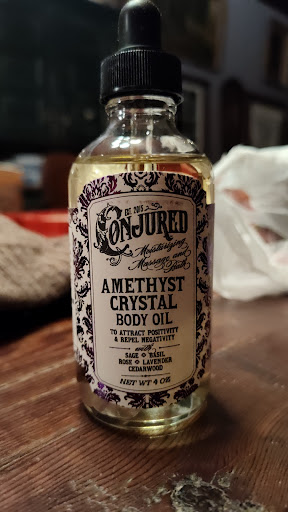 EST. 2015
CONJURED
Moisturizing
Massage and
Bath
AMETHYST
CRYSTAL
BODY OIL
TO ATTRACT POSITIVITY
& REPEL NEGATIVITY
with
SAGE BASIL
ROSE LAVENDER
CEDARWOOD
NET WT 4 OZ